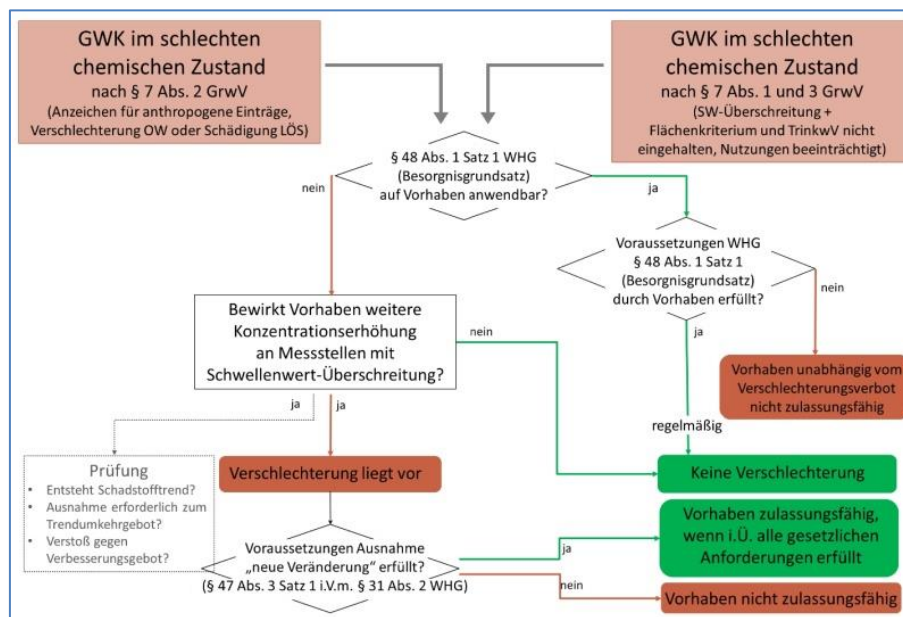 GWK im schlechten
chemischen Zustand
nach § 7 Abs. 2 GrwV
(Anzeichen für anthropogene Einträge,
Verschlechterung OW oder Schädigung LÖS)
GWK im schlechten
chemischen Zustand
nach § 7 Abs. 1 und 3 GrwV
(SW-Überschreitung +
Flächenkriterium und TrinkwV nicht
eingehalten, Nutzungen beeinträchtigt)
§ 48 Abs. 1 Satz 1 WHG
(Besorgnisgrundsatz)
auf Vorhaben anwendbar?
nein
ja
Voraussetzungen WHG
§ 48 Abs. 1 Satz 1
(Besorgnisgrundsatz)
durch Vorhaben erfüllt?
nein
ja
Bewirkt Vorhaben weitere
Konzentrationserhöhung
an Messstellen mit
Schwellenwert-Überschreitung?
nein
ja
ja
Vorhaben unabhängig vom
Verschlechterungsverbot
nicht zulassungsfähig
regelmäßig
Prüfung
• Entsteht Schadstofftrend?
• Ausnahme erforderlich zum
Trendumkehrgebot?
• Verstoß gegen
Verbesserungsgebot?
Verschlechterung liegt vor
Keine Verschlechterung
Voraussetzungen Ausnahme
„neue Veränderung“ erfüllt?
(§ 47 Abs. 3 Satz 1 i.V.m. § 31 Abs. 2 WHG)
ja
nein
Vorhaben zulassungsfähig,
wenn i.Ü. alle gesetzlichen
Anforderungen erfüllt
Vorhaben nicht zulassungsfähig